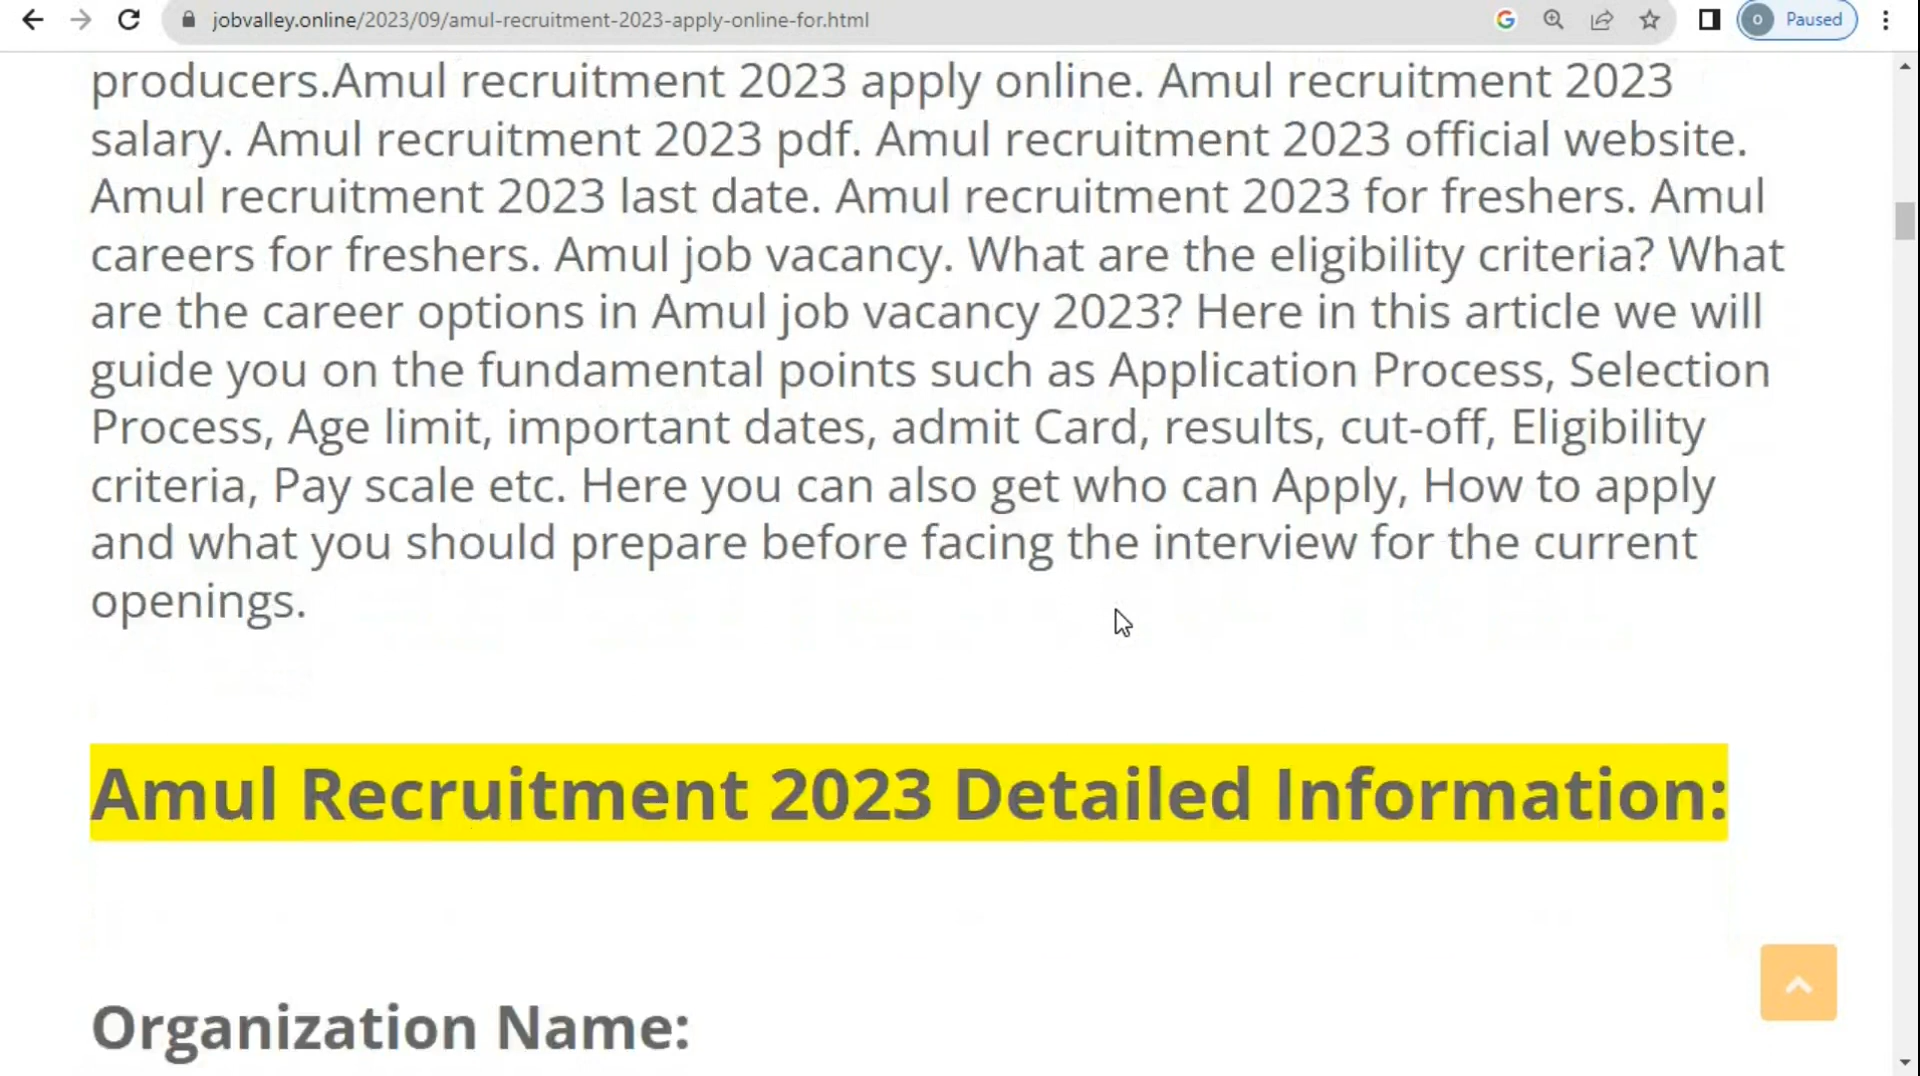 jobvalley.online/2023/09/amul-recruitment-2023-apply-online-for.html
O
Paused
producers.Amul recruitment 2023 apply online. Amul recruitment 2023
salary. Amul recruitment 2023 pdf. Amul recruitment 2023 official website.
Amul recruitment 2023 last date. Amul recruitment 2023 for freshers. Amul
careers for freshers. Amul job vacancy. What are the eligibility criteria? What
are the career options in Amul job vacancy 2023? Here in this article we will
guide you on the fundamental points such as Application Process, Selection
Process, Age limit, important dates, admit Card, results, cut-off, Eligibility
criteria, Pay scale etc. Here you can also get who can Apply, How to apply
and what you should prepare before facing the interview for the current
openings.
Amul Recruitment 2023 Detailed Information:
Organization Name: